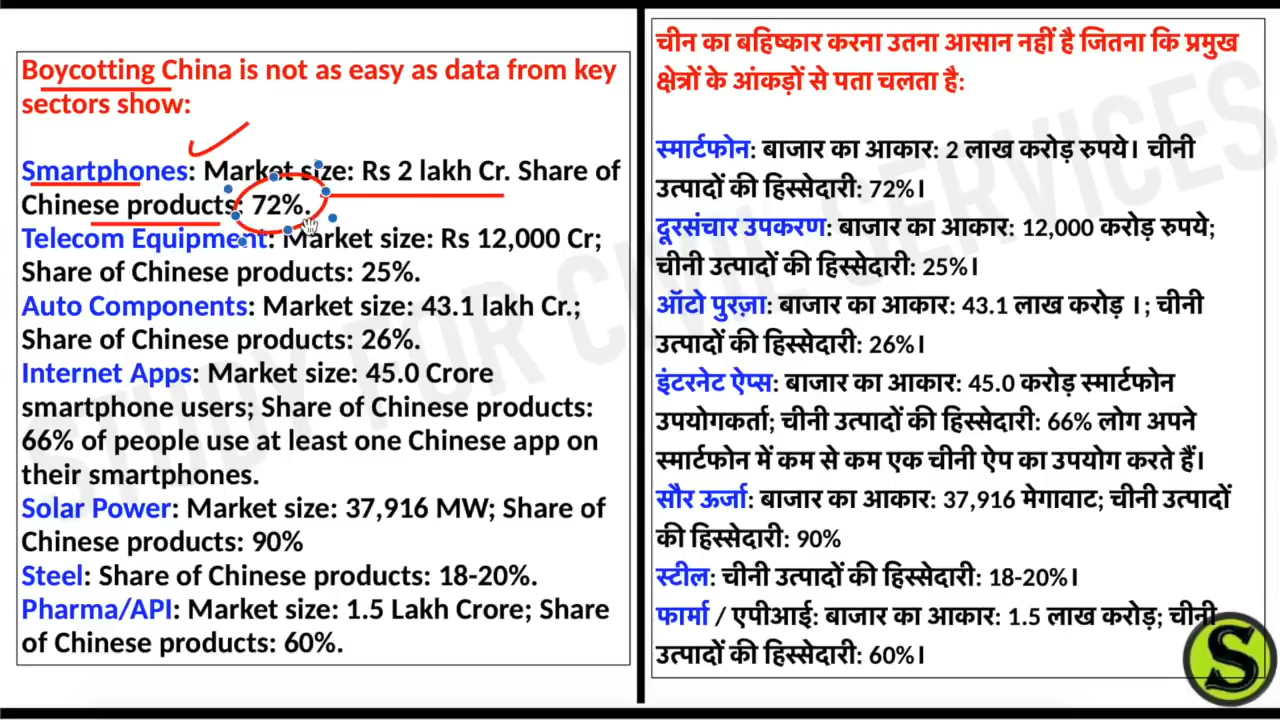 Boycotting China is not as easy as data from key
sectors show:
Smartphones: Market size: Rs 2 lakh Cr. Share of
Chinese products: 72%.
Telecom Equipment: Market size: Rs 12,000 Cr;
Share of Chinese products: 25%.
Auto Components: Market size: 43.1 lakh Cr.;
Share of Chinese products: 26%.
Internet Apps: Market size: 45.0 Crore
smartphone users; Share of Chinese products:
66% of people use at least one Chinese app on
their smartphones.
Solar Power: Market size: 37,916 MW; Share of
Chinese products: 90%
Steel: Share of Chinese products: 18-20%.
Pharma/API: Market size: 1.5 Lakh Crore; Share
of Chinese products: 60%.
चीन का बहिष्कार करना उतना आसान नहीं है जितना कि प्रमुख
क्षेत्रों के आंकड़ों से पता चलता है:
स्मार्टफोन: बाजार का आकार: 2 लाख करोड़ रुपये। चीनी
उत्पादों की हिस्सेदारी: 72%।
दूरसंचार उपकरण: बाजार का आकार: 12,000 करोड़ रुपये;
चीनी उत्पादों की हिस्सेदारी: 25%।
ऑटो पुरज़ा: बाजार का आकार: 43.1 लाख करोड़ ।; चीनी
उत्पादों की हिस्सेदारी: 26%।
इंटरनेट ऐप्स: बाजार का आकार: 45.0 करोड़ स्मार्टफोन
उपयोगकर्ता; चीनी उत्पादों की हिस्सेदारी: 66% लोग अपने
स्मार्टफोन में कम से कम एक चीनी ऐप का उपयोग करते हैं।
सौर ऊर्जा: बाजार का आकार: 37,916 मेगावाट; चीनी उत्पादों
की हिस्सेदारी: 90%
स्टील: चीनी उत्पादों की हिस्सेदारी: 18-20%।
फार्मा / एपीआई: बाजार का आकार: 1.5 लाख करोड़; चीनी
उत्पादों की हिस्सेदारी: 60%।
STUDY FOR CIVIL SERVICES
S